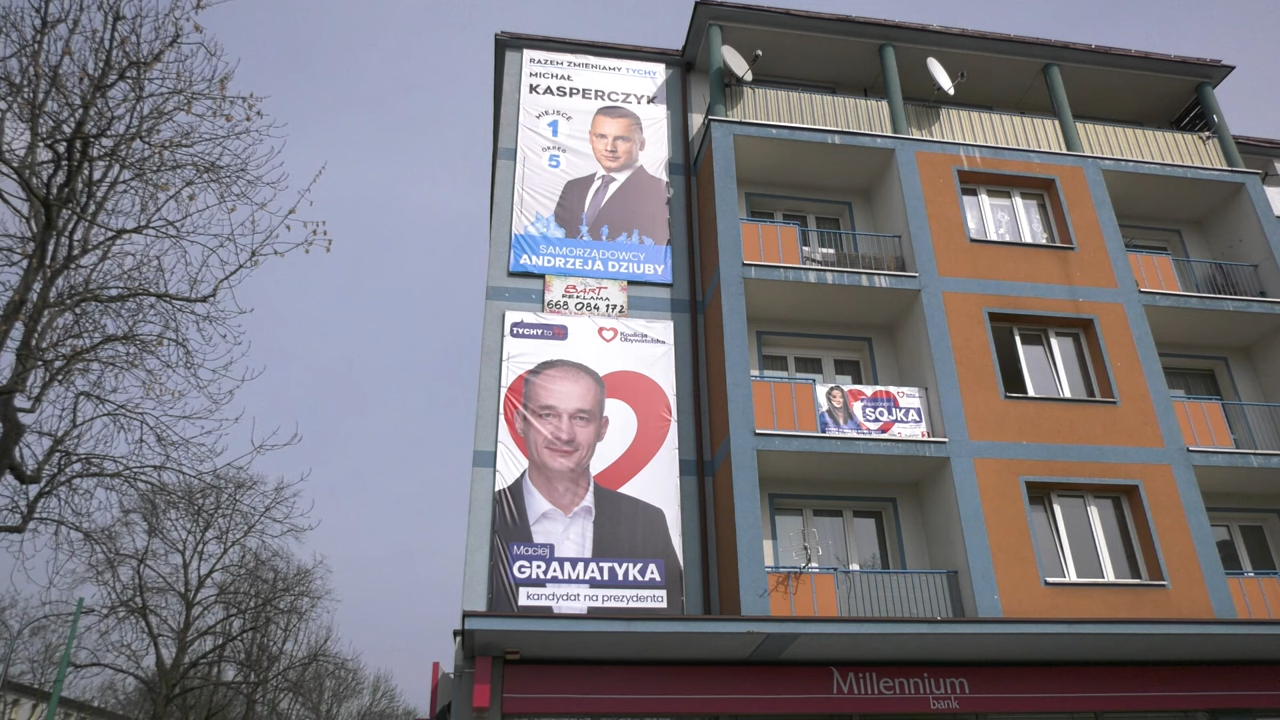 RAZEM ZMIENIAMY TYCHY
MICHAŁ
KASPERCZYK
MIEJSCE
1
OKRĘG
5
SAMORZĄDOWCY
ANDRZEJA DZIUBY
BART
REKLAMA
668 084 172
TYCHY to
Koalicja
Obywatelska
Maciej
GRAMATYKA
kandydat na prezydenta
SOJKA
Millennium
bank